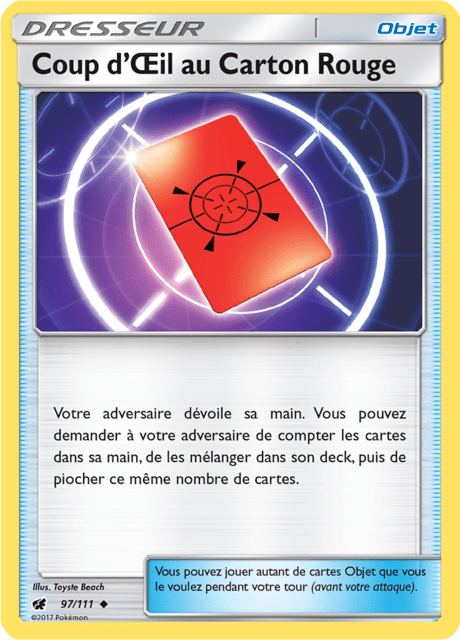 DRESSEUR
Objet
Coup d'Œil au Carton Rouge
Votre adversaire dévoile sa main. Vous pouvez
demander à votre adversaire de compter les cartes
dans sa main, de les mélanger dans son deck, puis de
piocher ce même nombre de cartes.
Vous pouvez jouer autant de cartes Objet que vous
le voulez pendant votre tour (avant votre attaque).
Illus. Toyste Beach
97/111 ◆
©2017 Pokémon